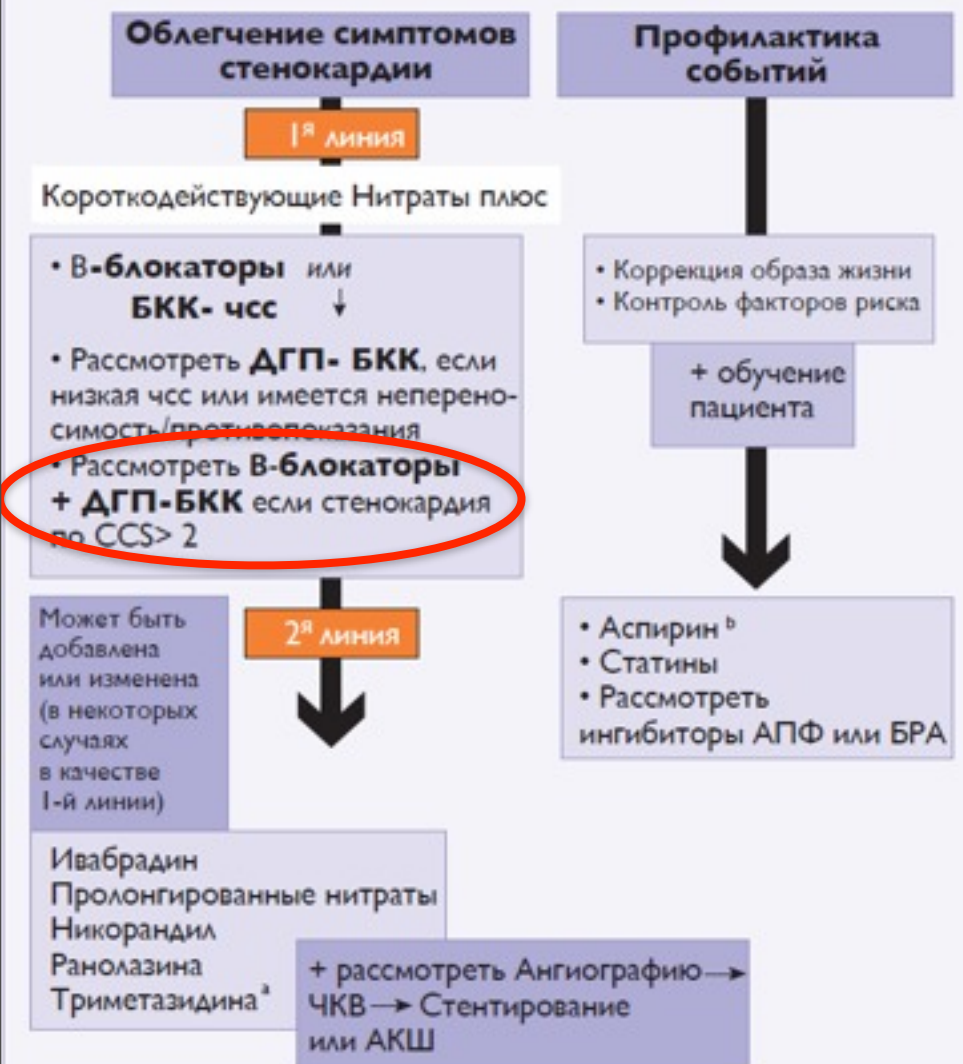 Облегчение симптомов
стенокардии
1я линия
Короткодействующие Нитраты плюс
• В-блокаторы или
БКК- чсс ↓
• Рассмотреть ДГП- БКК, если
низкая чсс или имеется неперено-
симость/противопоказания
• Рассмотреть В-блокаторы
+ ДГП-БКК если стенокардия
по CCS> 2
2я линия
Может быть
добавлена
или изменена
(в некоторых
случаях
в качестве
1-й линии)
Ивабрадин
Пролонгированные нитраты
Никорандил
Ранолазина
Триметазидина a
+ рассмотреть Ангиографию→
ЧКВ→ Стентирование
или АКШ
Профилактика
событий
• Коррекция образа жизни
• Контроль факторов риска
+ обучение
пациента
• Аспирин b
• Статины
• Рассмотреть
ингибиторы АПФ или БРА